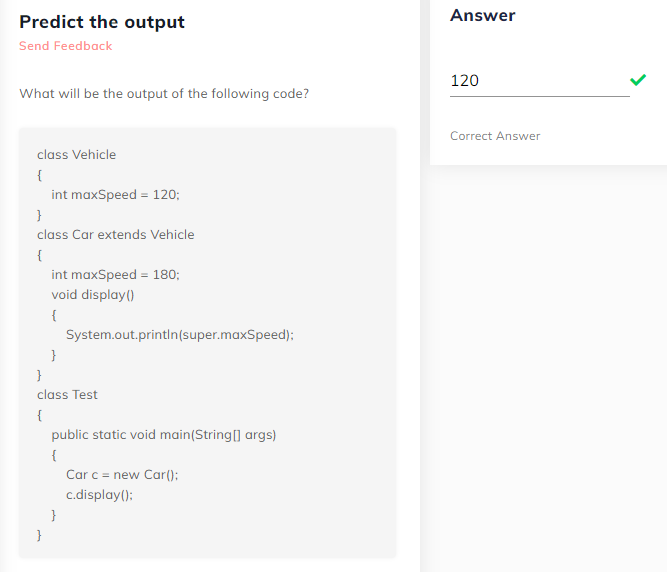 Predict the output
Send Feedback
What will be the output of the following code?
class Vehicle
{
int maxSpeed = 120;
}
class Car extends Vehicle
{
int maxSpeed = 180;
void display()
{
System.out.println(super.maxSpeed);
}
}
class Test
{
public static void main(String[] args)
{
Car c = new Car();
c.display();
}
}
Answer
120
Correct Answer